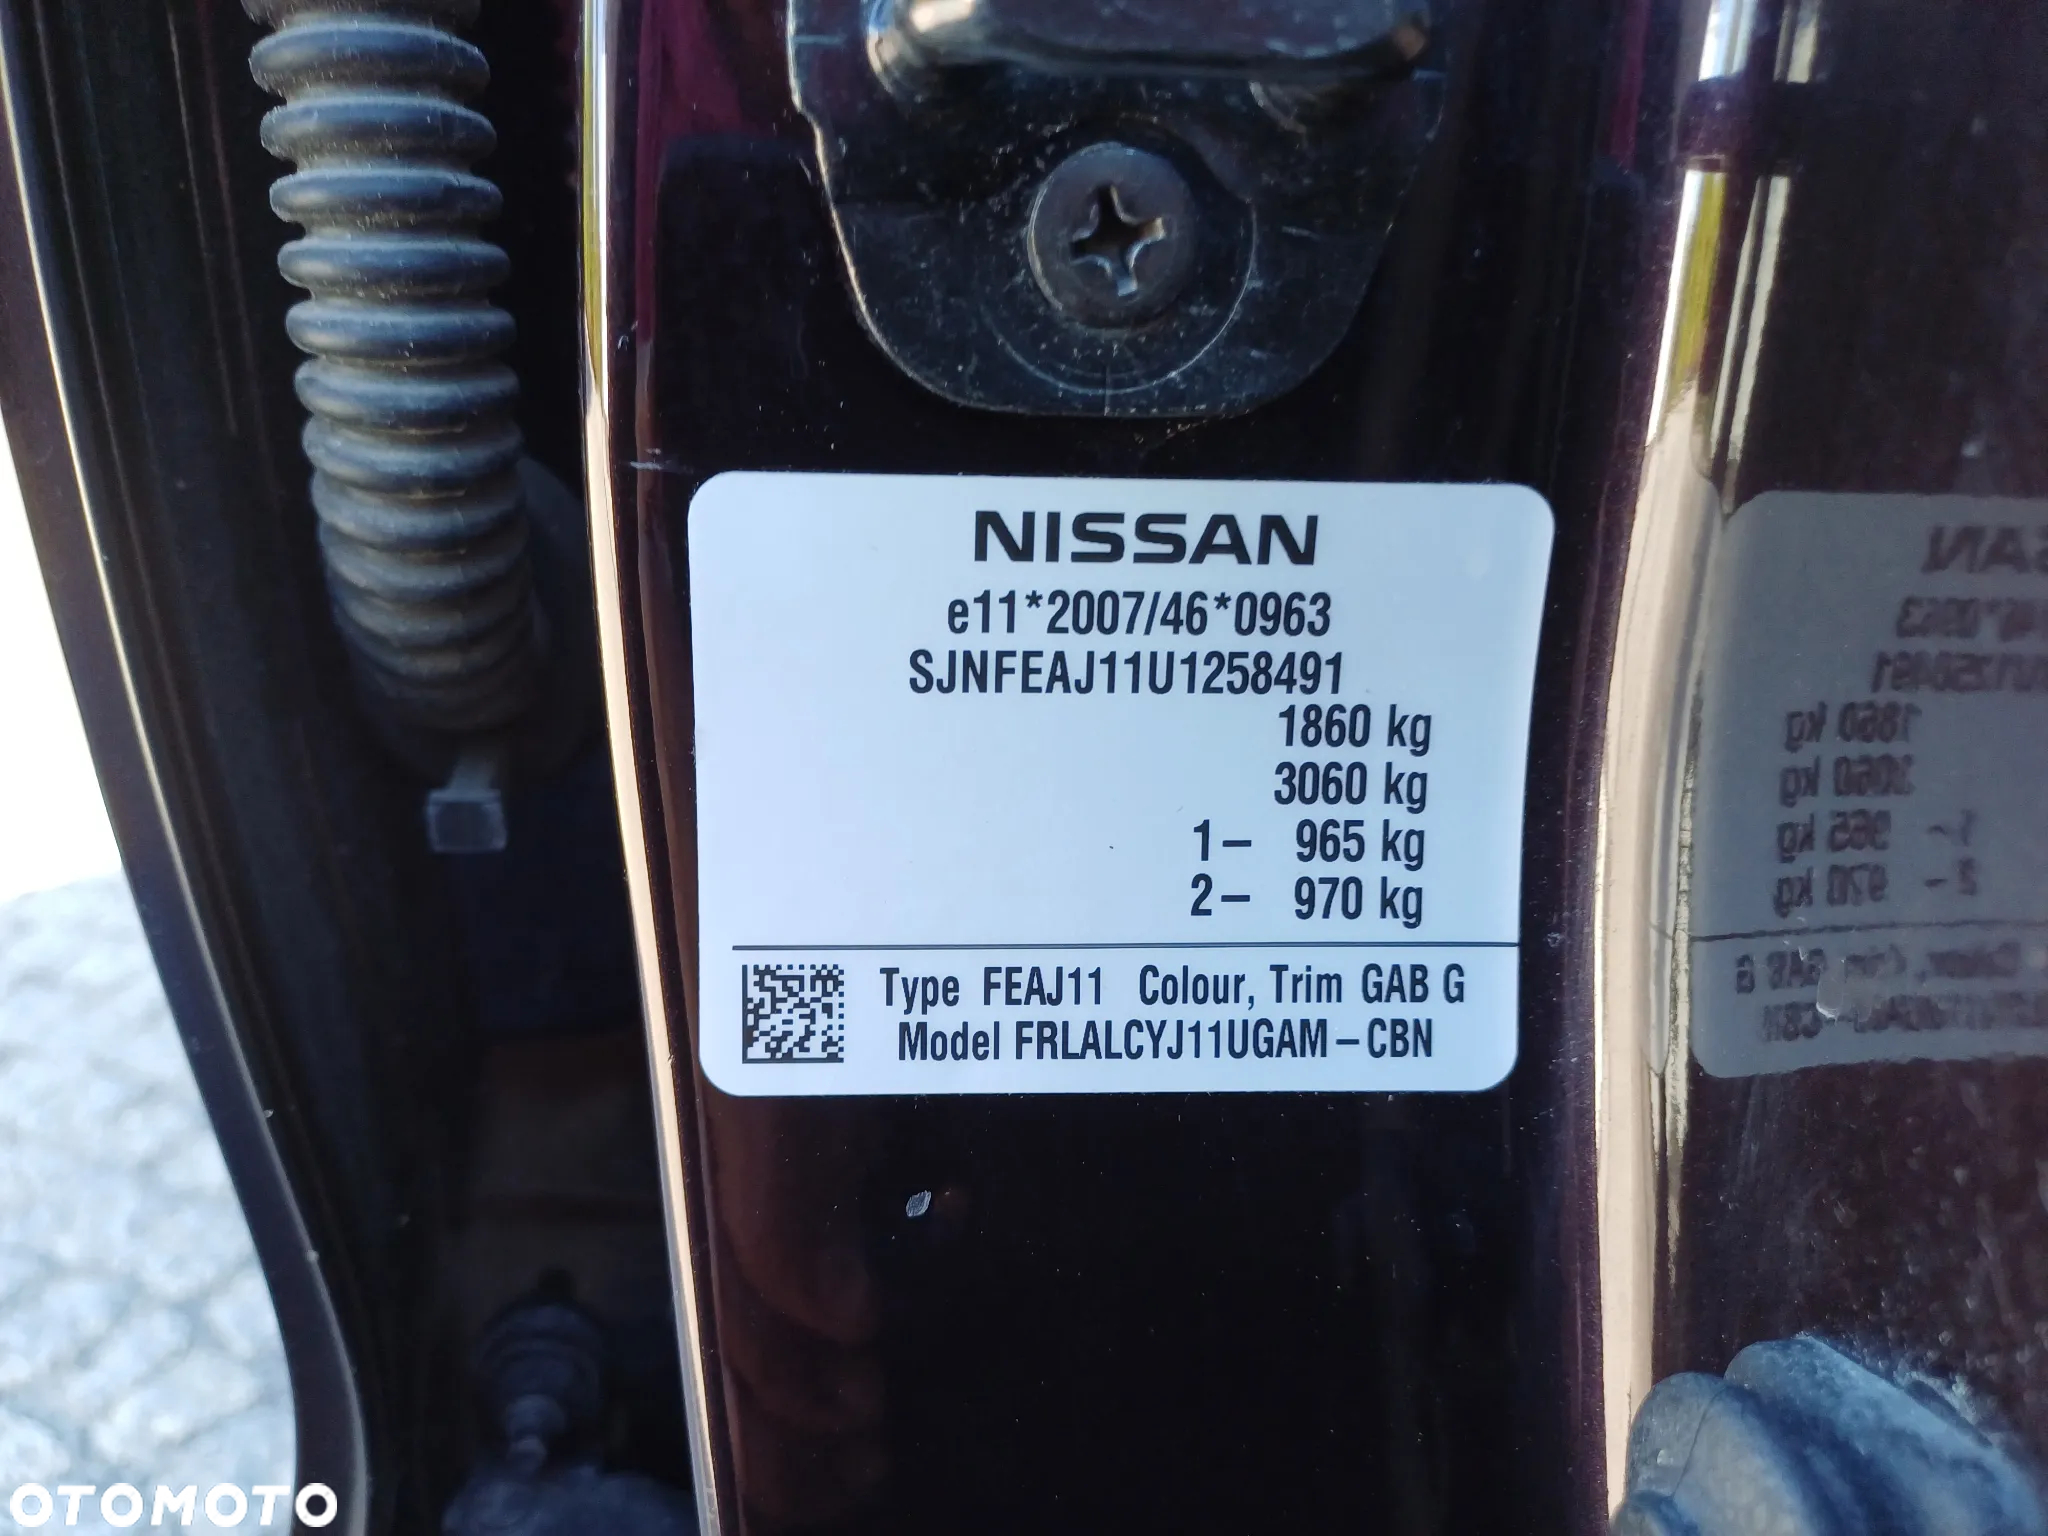 NISSAN
e11*2007/46*0963
SJNFEAJ11U1258491
1860 kg
3060 kg
1– 965 kg
2– 970 kg
Type FEAJ11 Colour, Trim GAB G
Model FRLALCYJ11UGAM–CBN
OTOMOTO